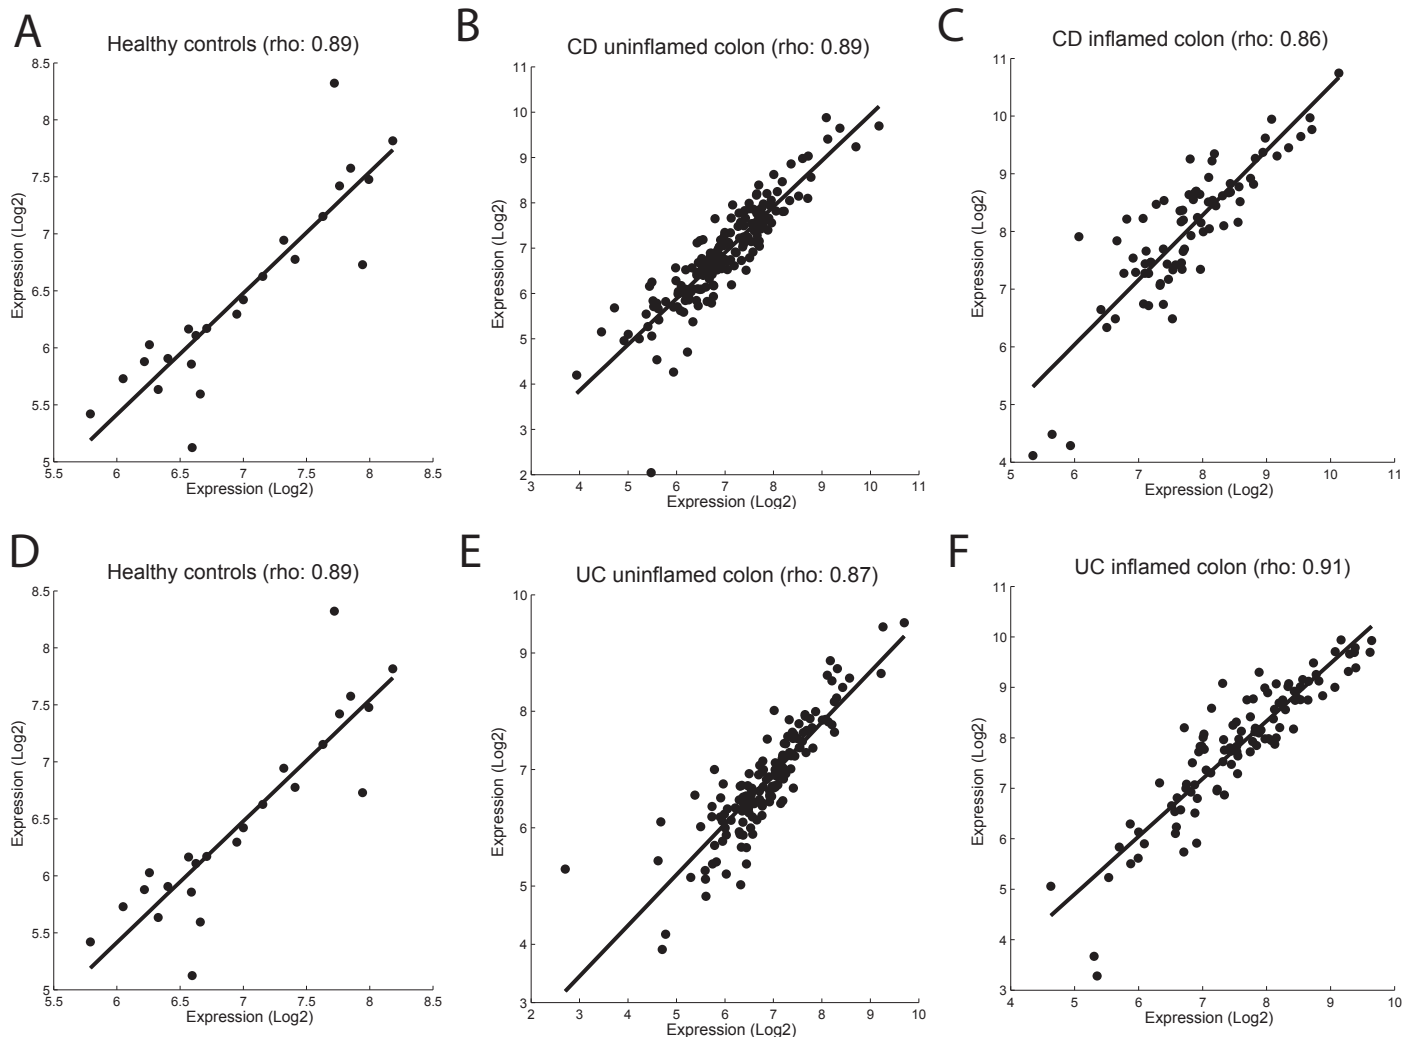 A
Healthy controls (rho: 0.89)
8.5
8
7.5
7
6.5
6
5.5
5
Expression (Log2)
5.5 6 6.5 7 7.5 8 8.5
Expression (Log2)
B
CD uninflamed colon (rho: 0.89)
11
10
9
8
7
6
5
4
3
2
Expression (Log2)
3 4 5 6 7 8 9 10 11
Expression (Log2)
C
CD inflamed colon (rho: 0.86)
11
10
9
8
7
6
5
4
Expression (Log2)
5 6 7 8 9 10 11
Expression (Log2)
D
Healthy controls (rho: 0.89)
8.5
8
7.5
7
6.5
6
5.5
5
Expression (Log2)
5.5 6 6.5 7 7.5 8 8.5
Expression (Log2)
E
UC uninflamed colon (rho: 0.87)
10
9
8
7
6
5
4
3
Expression (Log2)
2 3 4 5 6 7 8 9 10
Expression (Log2)
F
UC inflamed colon (rho: 0.91)
11
10
9
8
7
6
5
4
3
Expression (Log2)
4 5 6 7 8 9 10
Expression (Log2)